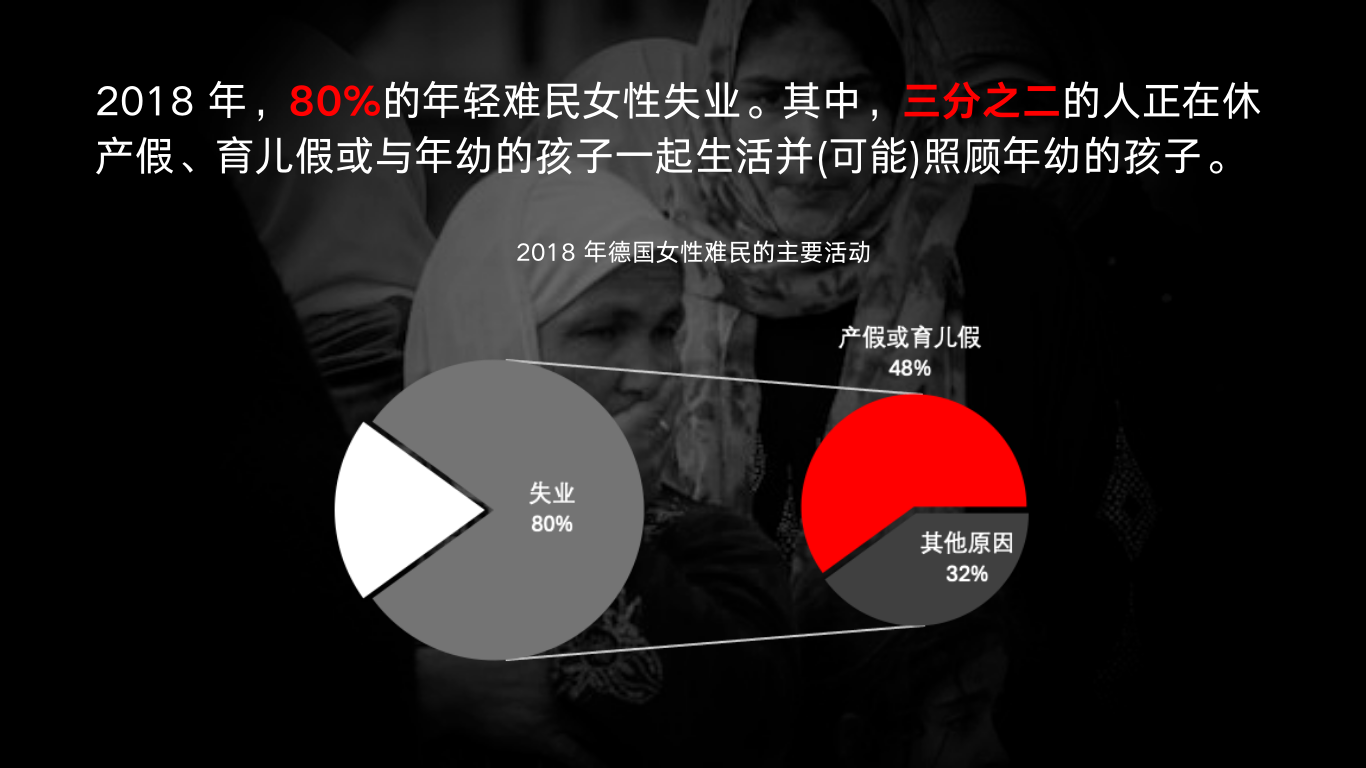 2018 年，80%的年轻难民女性失业。其中，三分之二的人正在休
产假、育儿假或与年幼的孩子一起生活并(可能)照顾年幼的孩子。
2018 年德国女性难民的主要活动
产假或育儿假
48%
失业
80%
其他原因
32%